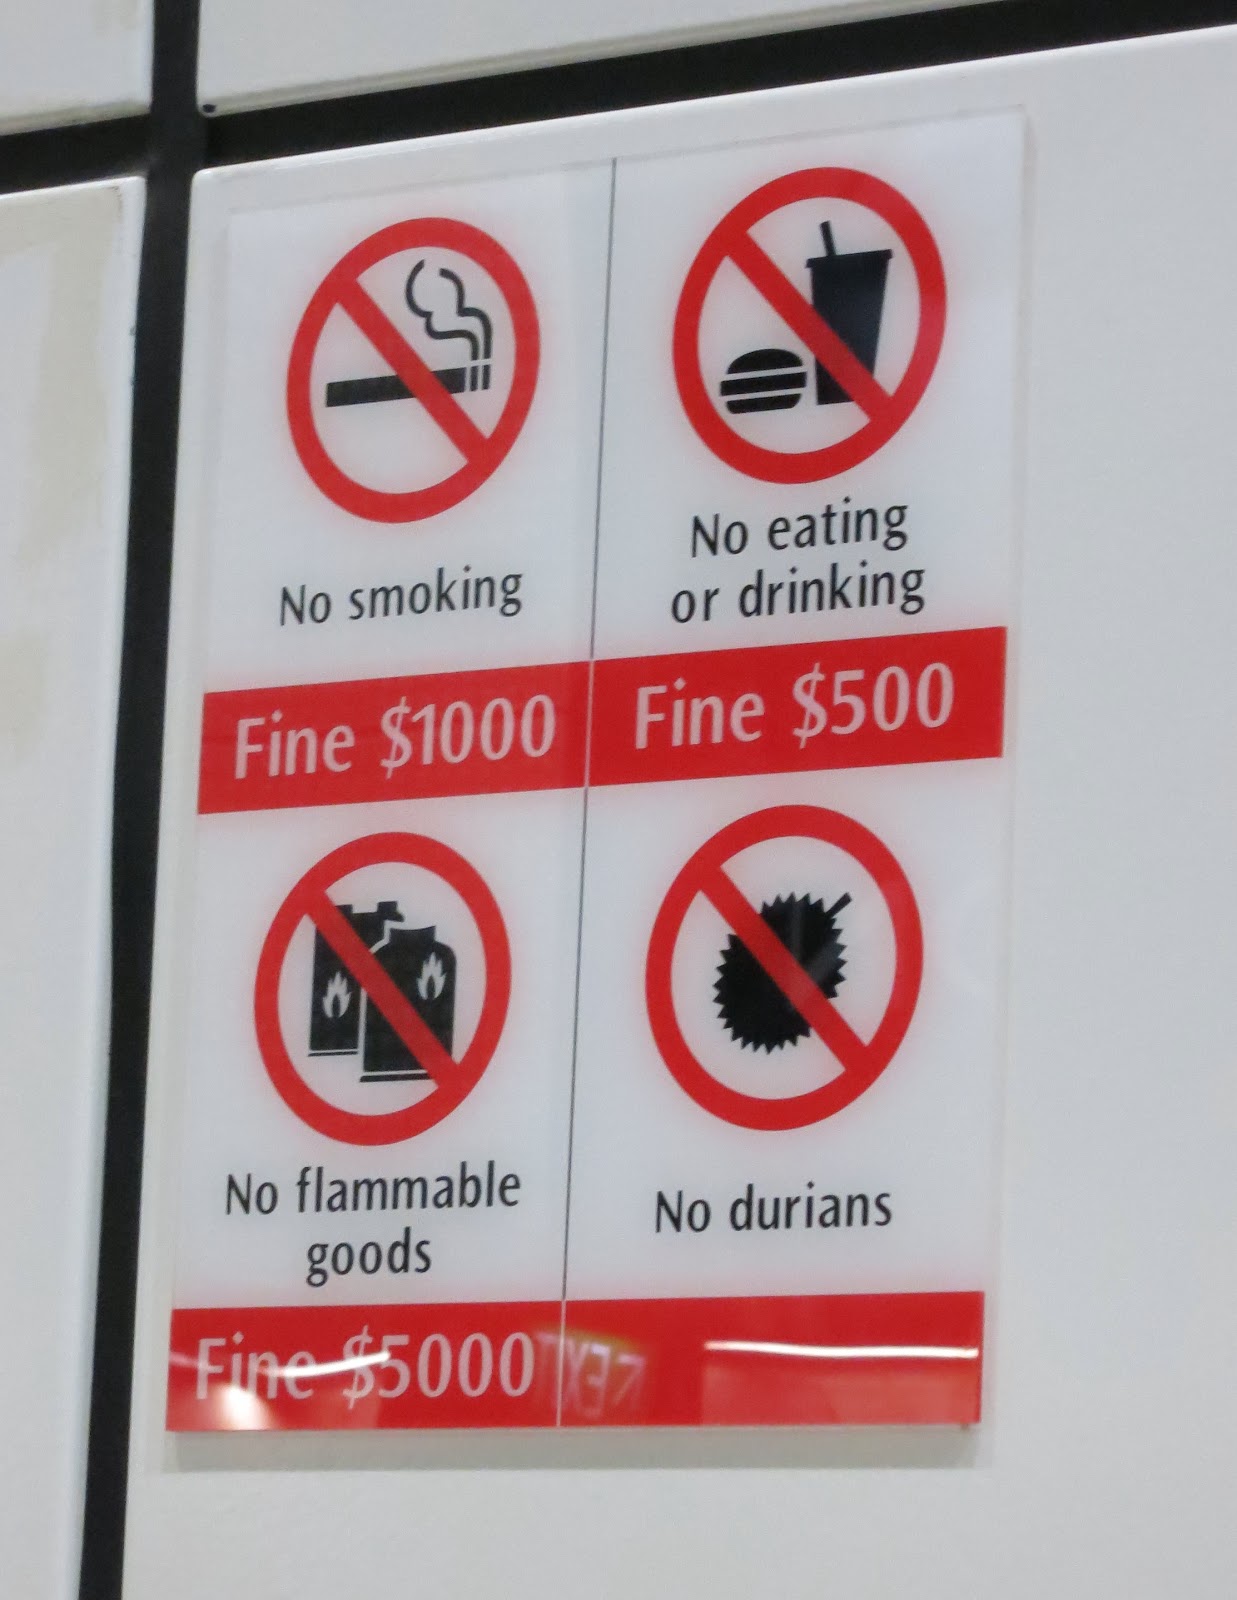 No smoking
Fine $1000
No eating
or drinking
Fine $500
No flammable
goods
Fine $5000
No durians